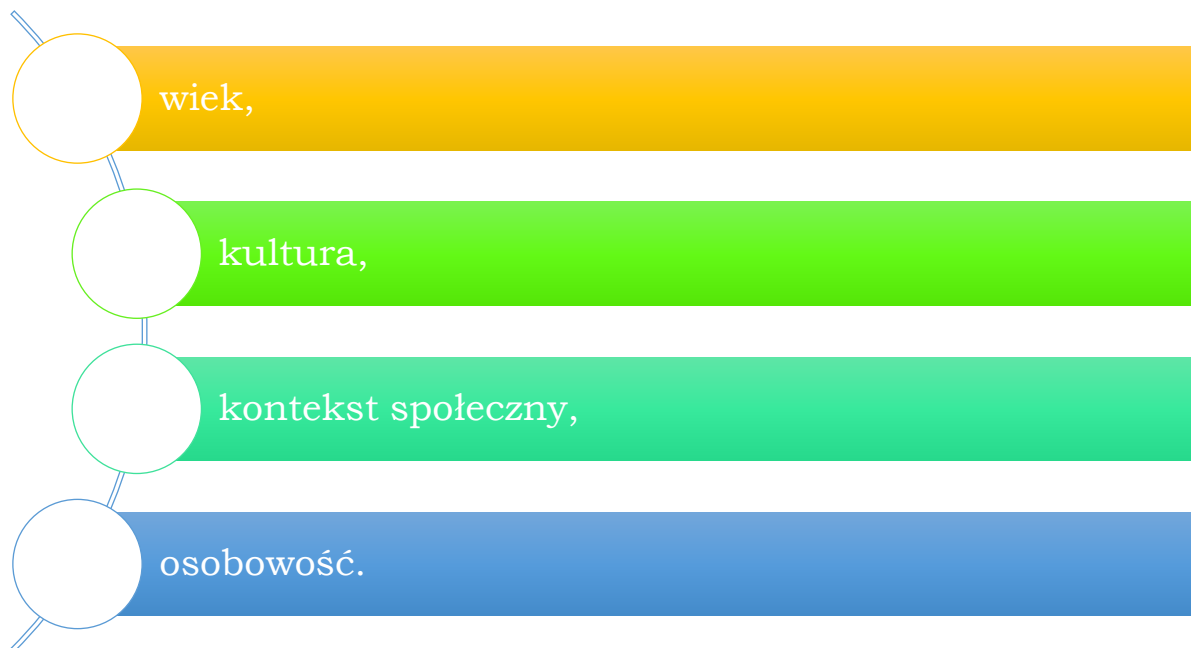 wiek,
kultura,
kontekst społeczny,
osobowość.